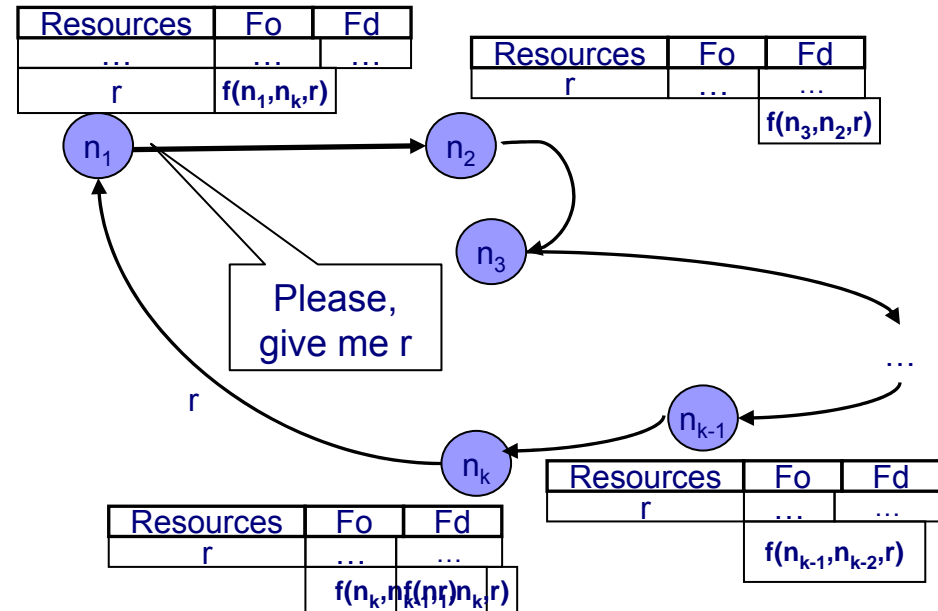 Resources Fo Fd
… … …
r f(n₁,nₖ,r)
Resources Fo Fd
r … …
f(n₃,n₂,r)
n₁
n₂
n₃
Please,
give me r
…
r
nₖ₋₁
nₖ
Resources Fo Fd
r … …
f(nₖ₋₁,nₖ₋₂,r)
Resources Fo Fd
r … …